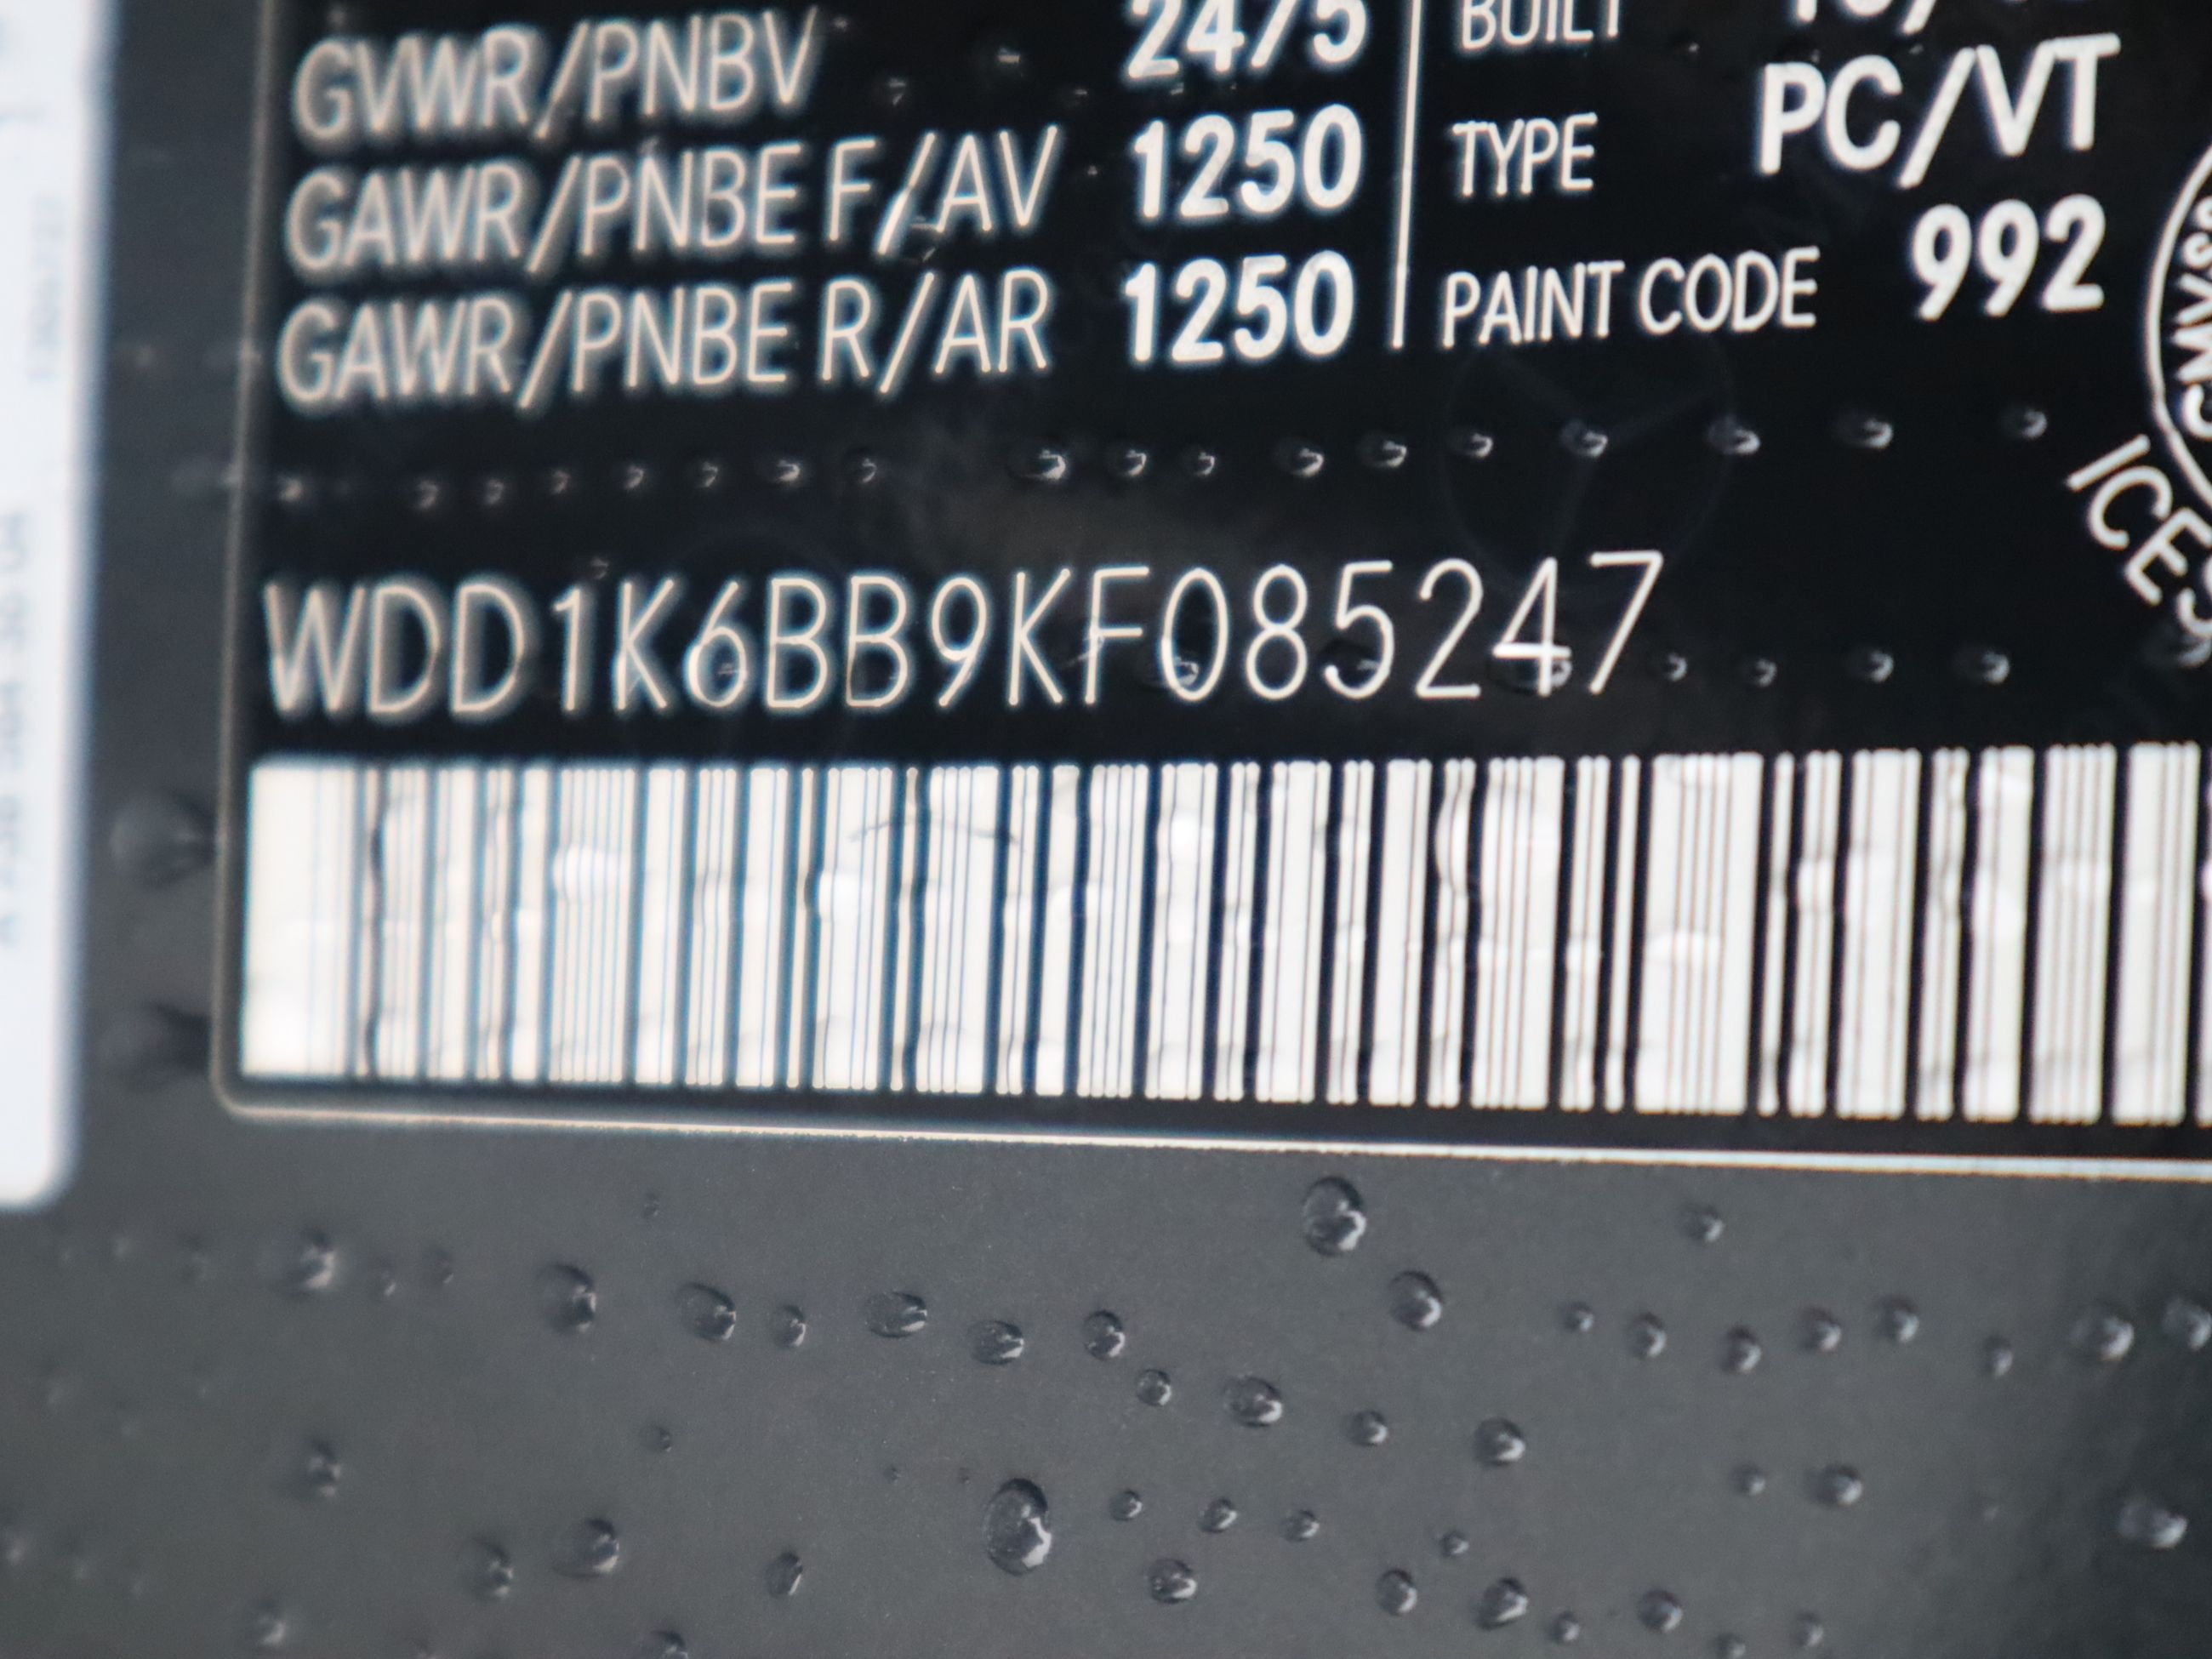 GVWR/PNBV 2475
GAWR/PNBE F/AV 1250
GAWR/PNBE R/AR 1250
BUILT
TYPE PC/VT
PAINT CODE 992
WDD1K6BB9KF085247